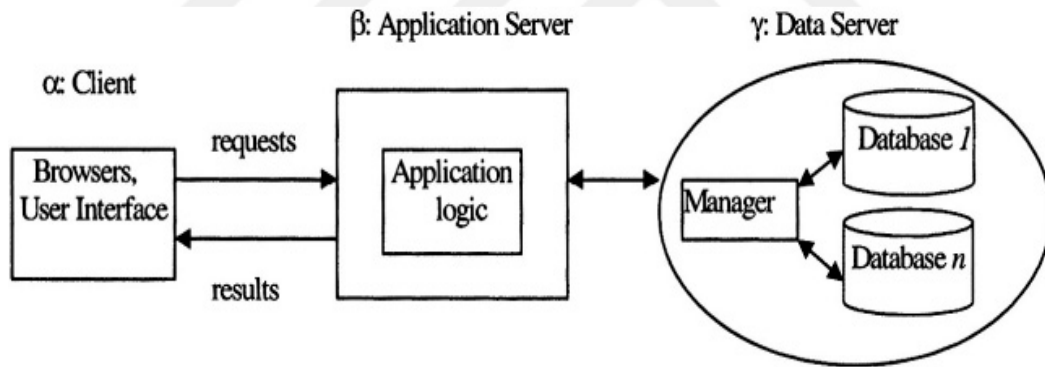 β: Application Server
γ: Data Server
α: Client
requests
Browsers,
User Interface
results
Application
logic
Manager
Database 1
Database n